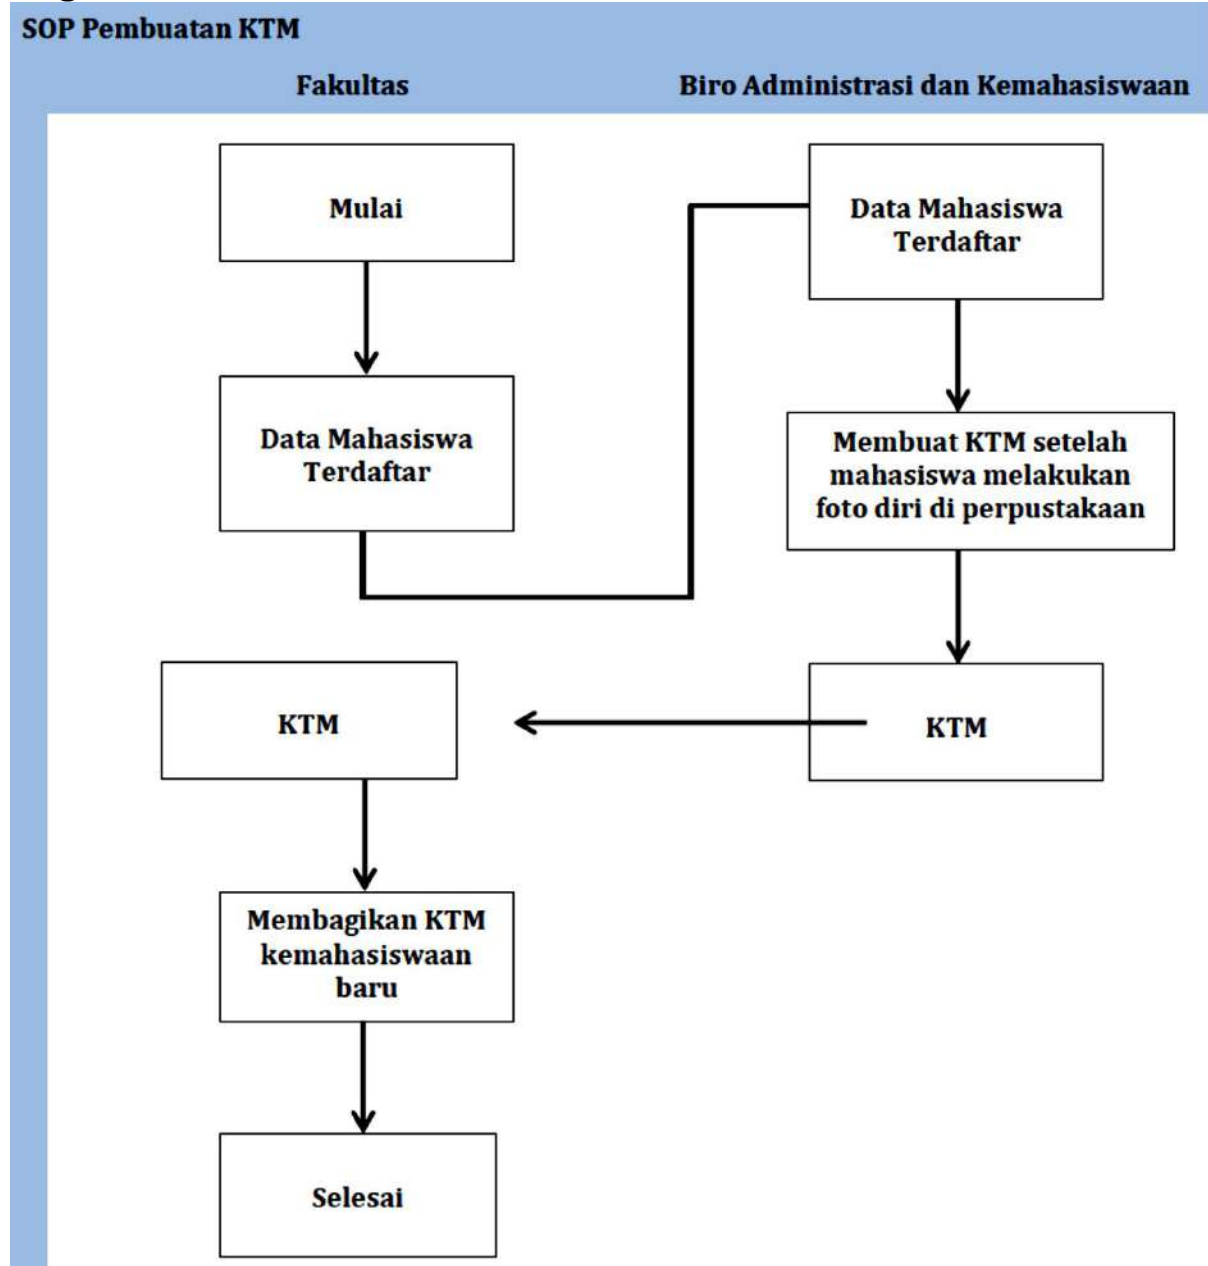 SOP Pembuatan KTM
Fakultas
Biro Administrasi dan Kemahasiswaan
Mulai
Data Mahasiswa
Terdaftar
Data Mahasiswa
Terdaftar
Membuat KTM setelah
mahasiswa melakukan
foto diri di perpustakaan
KTM
KTM
Membagikan KTM
kemahasiswaan
baru
Selesai